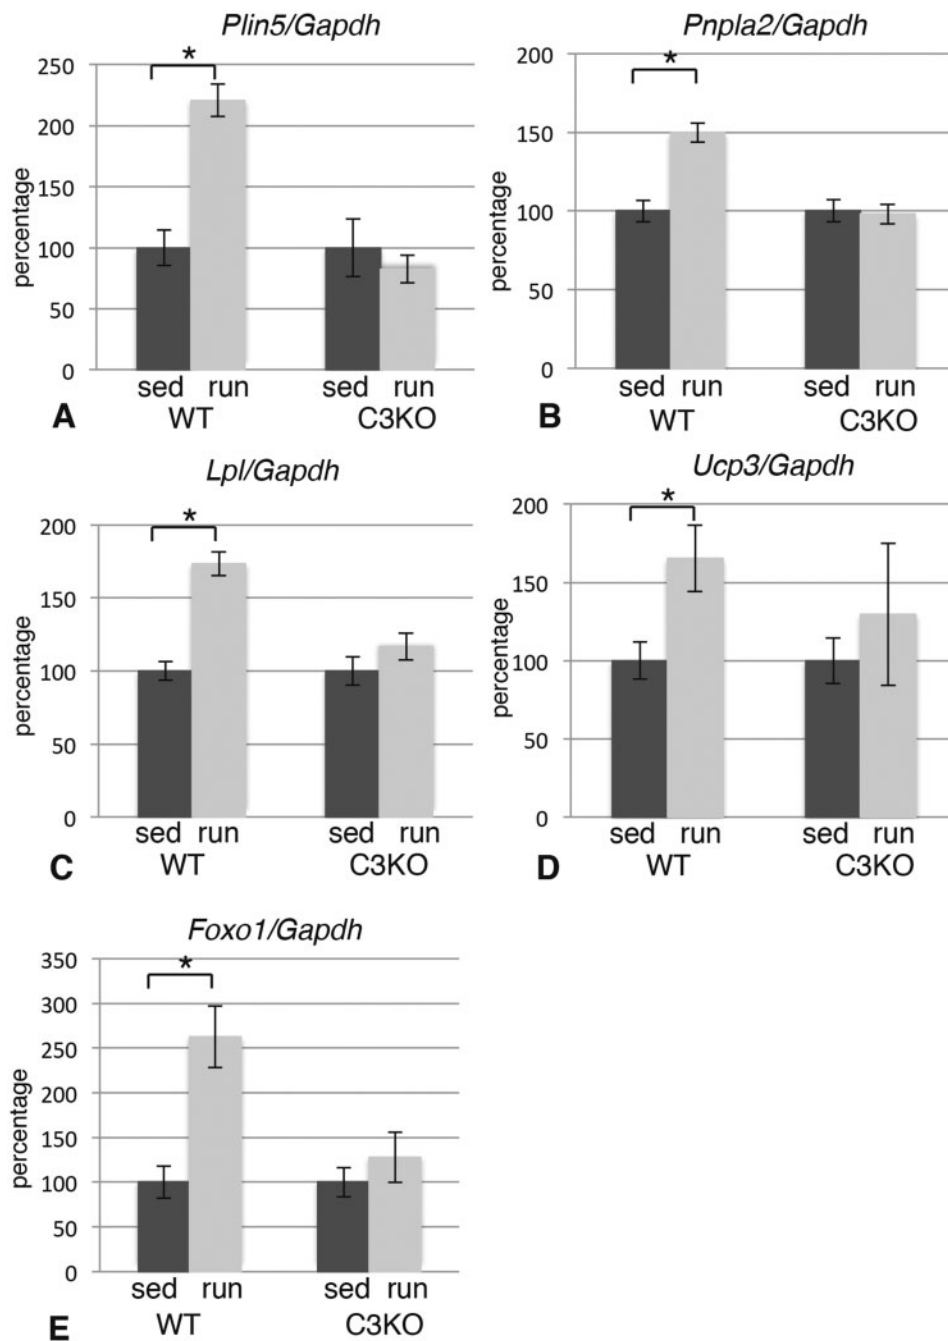 Plin5/Gapdh
*
250
200
150
100
50
0
percentage
sed run sed run
WT C3KO
A
Pnpla2/Gapdh
*
200
150
100
50
0
percentage
sed run sed run
WT C3KO
B
Lpl/Gapdh
*
200
150
100
50
0
percentage
sed run sed run
WT C3KO
C
Ucp3/Gapdh
*
200
150
100
50
0
percentage
sed run sed run
WT C3KO
D
Foxo1/Gapdh
*
350
300
250
200
150
100
50
0
percentage
sed run sed run
WT C3KO
E